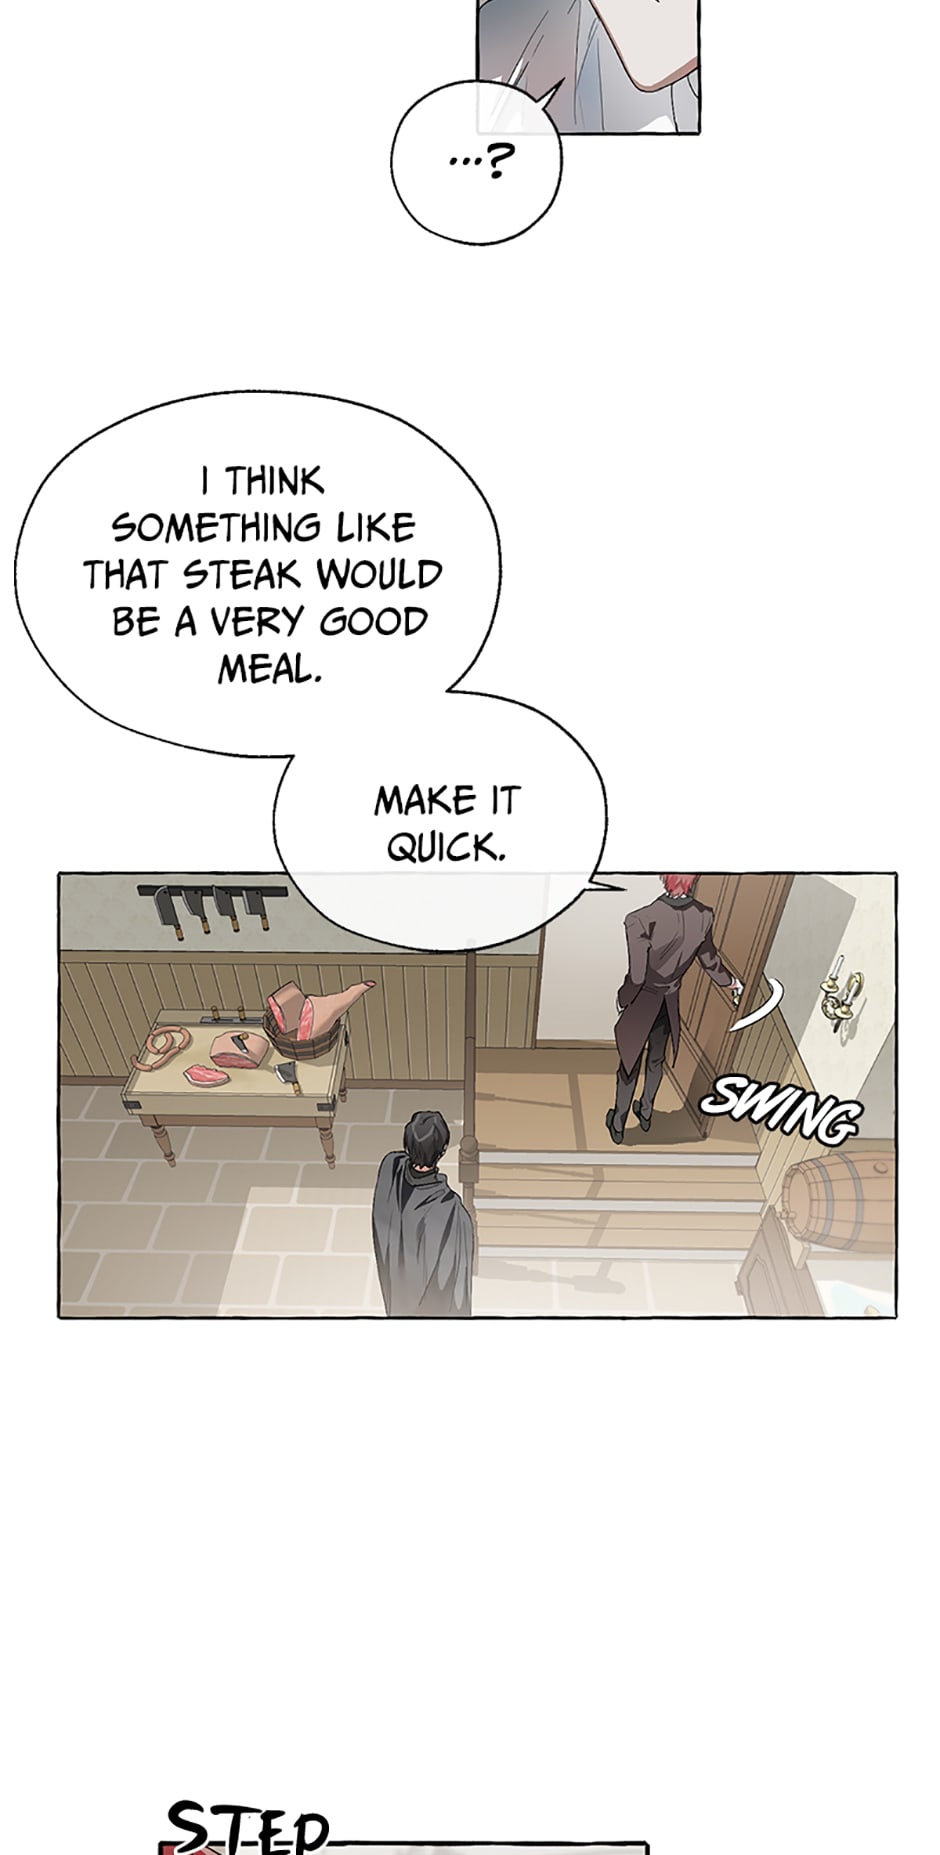 ...?
I THINK
SOMETHING LIKE
THAT STEAK WOULD
BE A VERY GOOD
MEAL.
MAKE IT
QUICK.
SWING
STEP